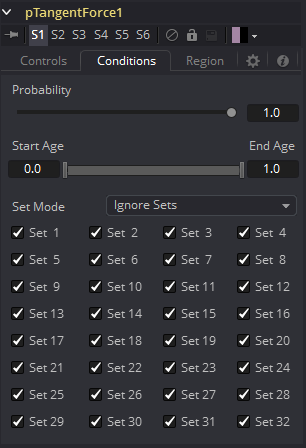 pTangentForce1
S1 S2 S3 S4 S5 S6
Controls Conditions Region
Probability
1.0
Start Age End Age
0.0 1.0
Set Mode Ignore Sets
Set 1 Set 2 Set 3 Set 4
Set 5 Set 6 Set 7 Set 8
Set 9 Set 10 Set 11 Set 12
Set 13 Set 14 Set 15 Set 16
Set 17 Set 18 Set 19 Set 20
Set 21 Set 22 Set 23 Set 24
Set 25 Set 26 Set 27 Set 28
Set 29 Set 30 Set 31 Set 32